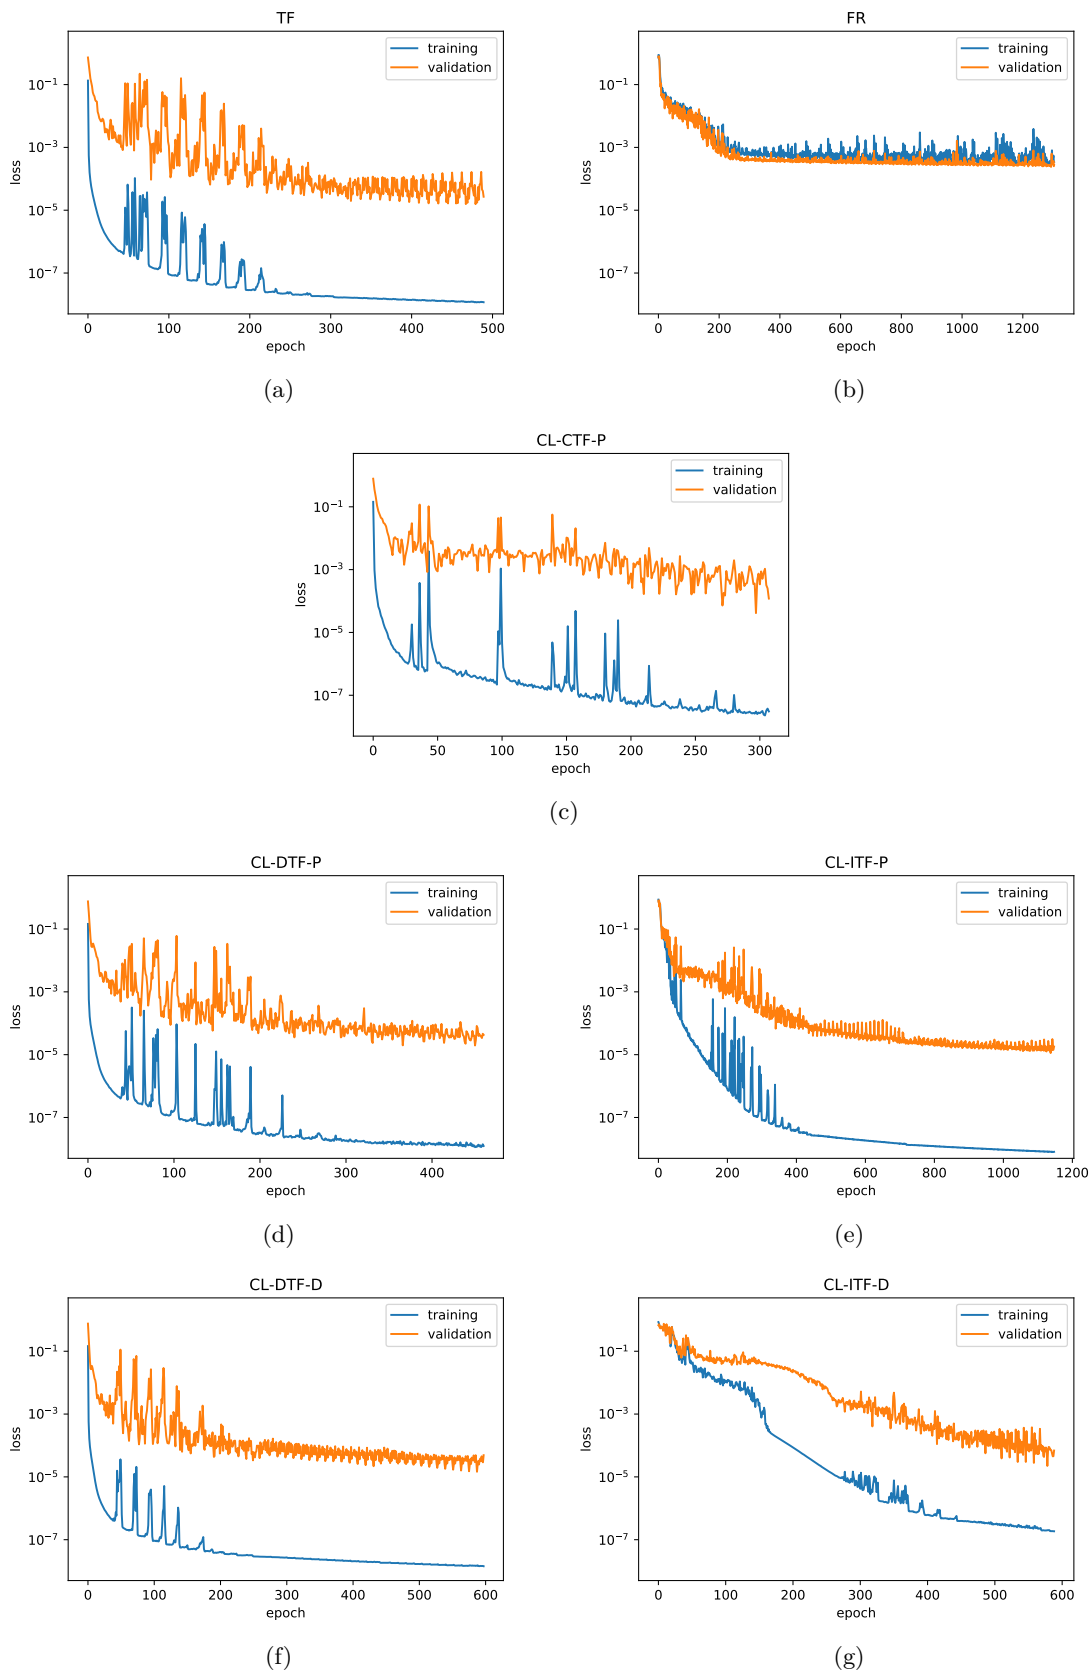 TF
training
validation
10⁻¹
10⁻³
10⁻⁵
10⁻⁷
loss
0 100 200 300 400 500
epoch
(a)
FR
training
validation
10⁻¹
10⁻³
10⁻⁵
10⁻⁷
loss
0 200 400 600 800 1000 1200
epoch
(b)
CL-CTF-P
training
validation
10⁻¹
10⁻³
10⁻⁵
10⁻⁷
loss
0 50 100 150 200 250 300
epoch
(c)
CL-DTF-P
training
validation
10⁻¹
10⁻³
10⁻⁵
10⁻⁷
loss
0 100 200 300 400
epoch
(d)
CL-ITF-P
training
validation
10⁻¹
10⁻³
10⁻⁵
10⁻⁷
loss
0 200 400 600 800 1000 1200
epoch
(e)
CL-DTF-D
training
validation
10⁻¹
10⁻³
10⁻⁵
10⁻⁷
loss
0 100 200 300 400 500 600
epoch
(f)
CL-ITF-D
training
validation
10⁻¹
10⁻³
10⁻⁵
10⁻⁷
loss
0 100 200 300 400 500 600
epoch
(g)